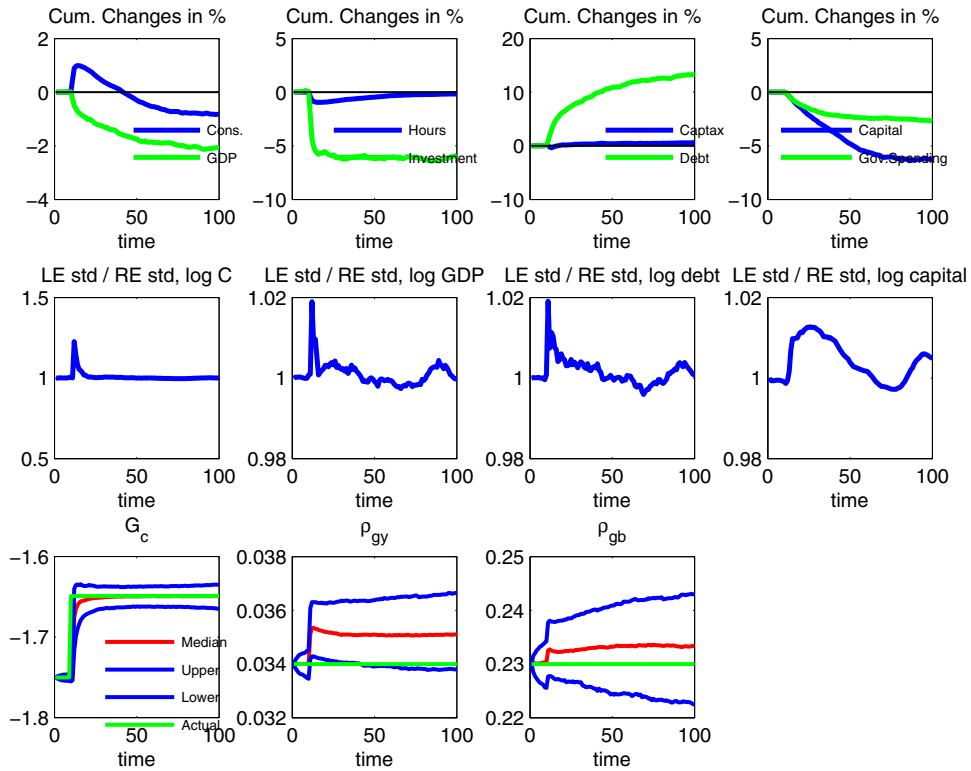 Cum. Changes in %
Cum. Changes in %
Cum. Changes in %
Cum. Changes in %
2
0
−2
−4
Cons.
GDP
0 50 100
time
5
0
−5
−10
Hours
Investment
0 50 100
time
20
10
0
−10
Captax
Debt
0 50 100
time
5
0
−5
−10
Capital
Gov.Spending
0 50 100
time
LE std / RE std, log C
LE std / RE std, log GDP
LE std / RE std, log debt
LE std / RE std, log capital
1.5
1
0.5
0 50 100
time
1.02
1
0.98
0 50 100
time
1.02
1
0.98
0 50 100
time
1.02
1
0.98
0 50 100
time
G_c
−1.6
−1.7
−1.8
Median
Upper
Lower
Actual
0 50 100
time
ρ_gy
0.038
0.036
0.034
0.032
0 50 100
time
ρ_gb
0.25
0.24
0.23
0.22
0 50 100
time